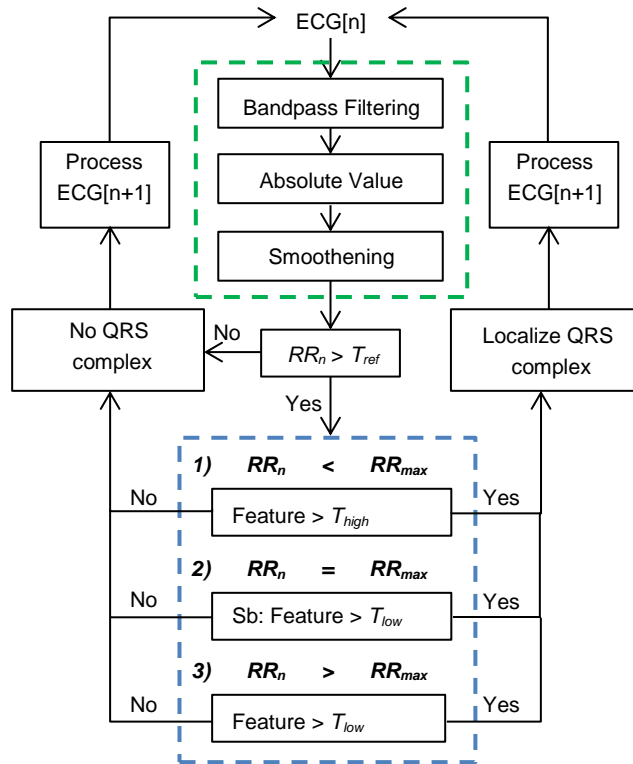 ECG[n]
Bandpass Filtering
Process
ECG[n+1]
Absolute Value
Process
ECG[n+1]
Smoothening
No QRS
complex
No
RRn > Tref
Localize QRS
complex
Yes
1) RRn < RRmax
No
Feature > Thigh
Yes
2) RRn = RRmax
No
Sb: Feature > Tlow
Yes
3) RRn > RRmax
No
Feature > Tlow
Yes